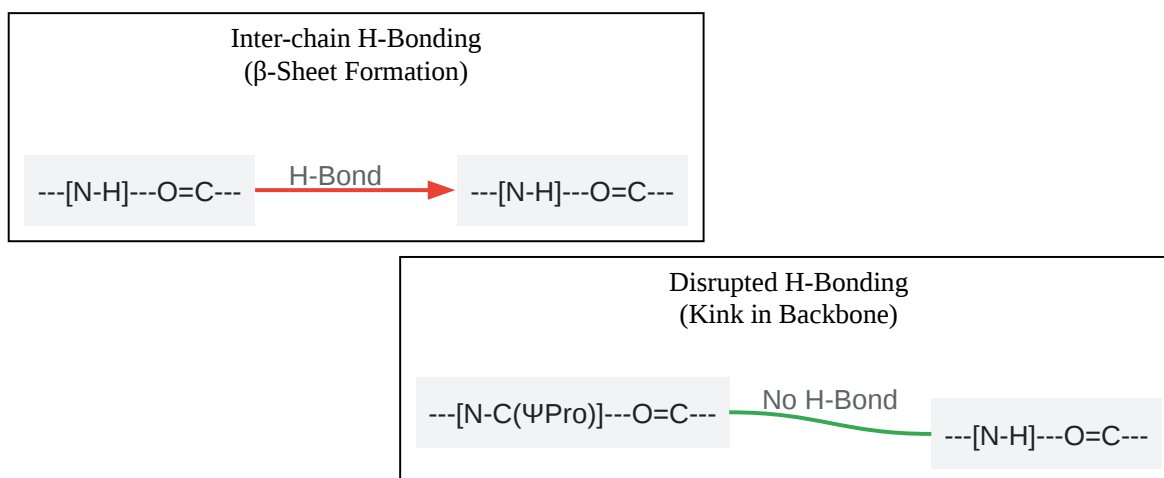 Inter-chain H-Bonding
(β-Sheet Formation)
---[N-H]---O=C---
H-Bond
---[N-H]---O=C---
Disrupted H-Bonding
(Kink in Backbone)
---[N-C(ΨPro)]---O=C---
No H-Bond
---[N-H]---O=C---